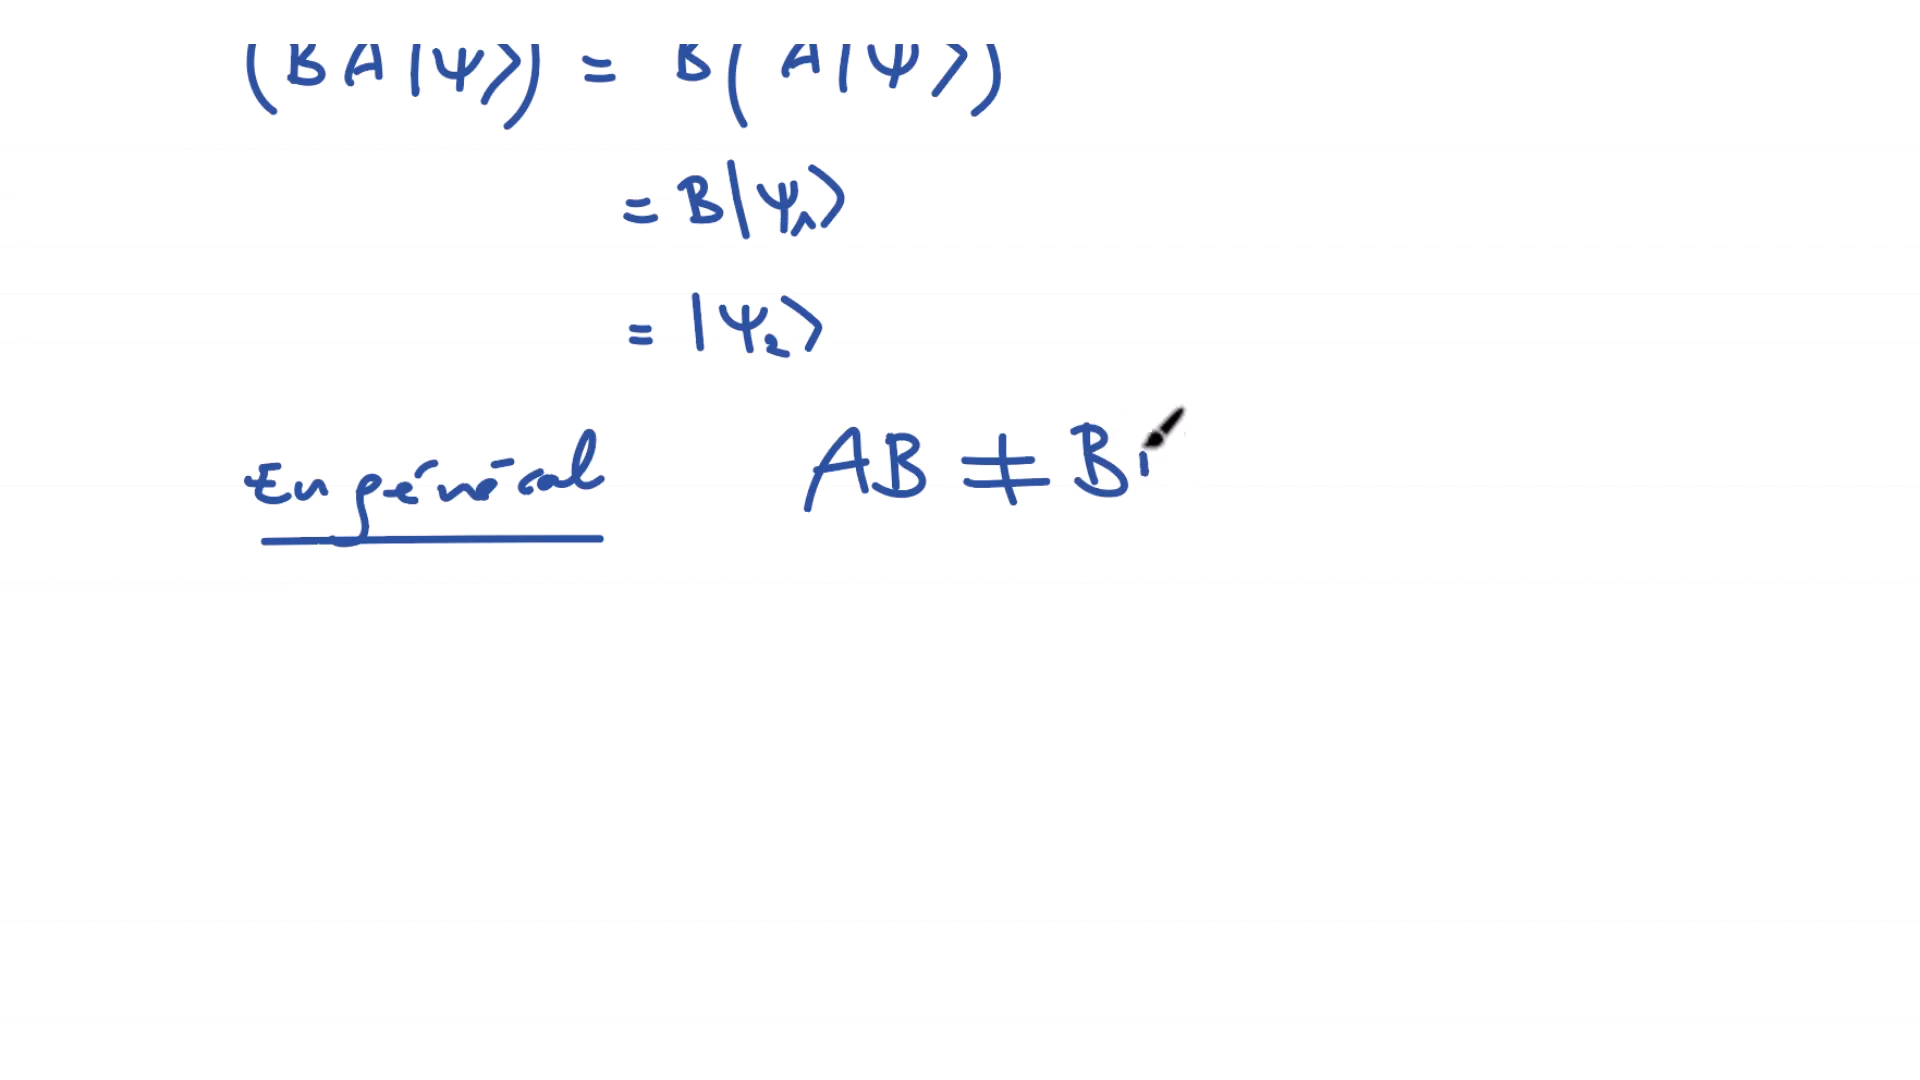 (BA|Ψ⟩) = B(A|Ψ⟩)
= B|Ψ₁⟩
= |Ψ₂⟩
En général AB ≠ B